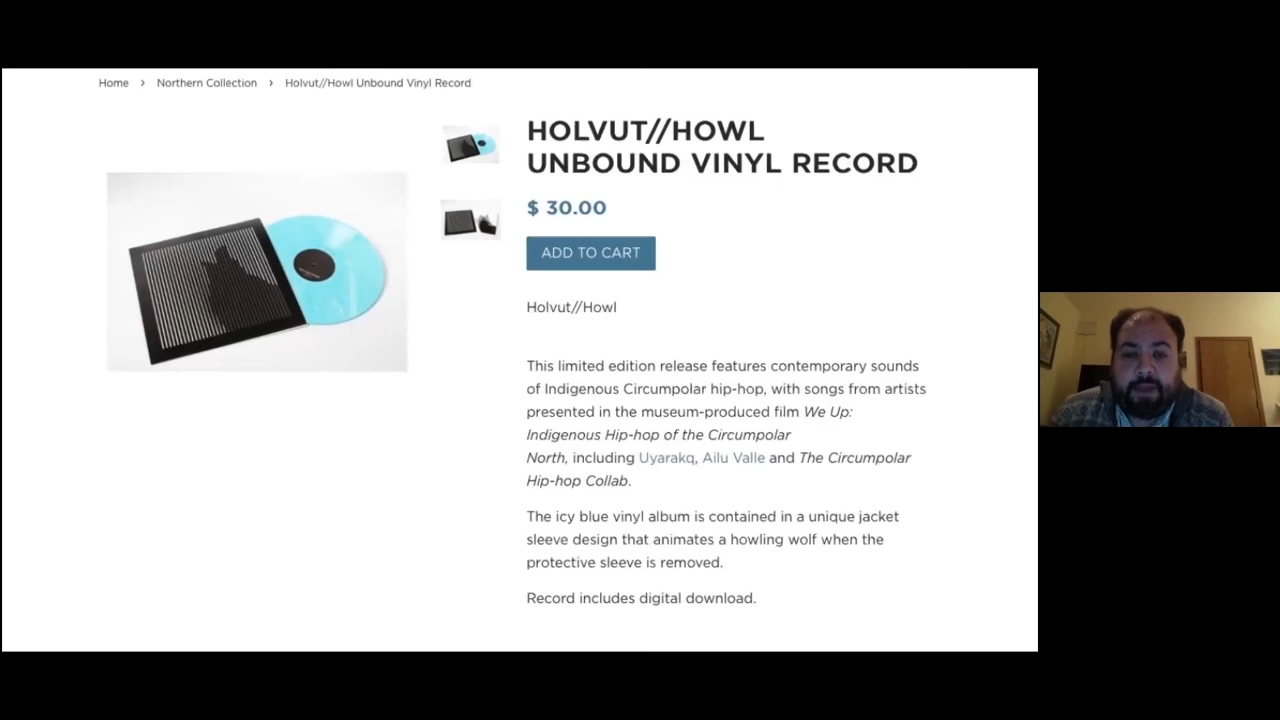 Home › Northern Collection › Holvut//Howl Unbound Vinyl Record
HOLVUT//HOWL
UNBOUND VINYL RECORD
$ 30.00
ADD TO CART
Holvut//Howl
This limited edition release features contemporary sounds
of Indigenous Circumpolar hip-hop, with songs from artists
presented in the museum-produced film We Up:
Indigenous Hip-hop of the Circumpolar
North, including Uyarakq, Ailu Valle and The Circumpolar
Hip-hop Collab.
The icy blue vinyl album is contained in a unique jacket
sleeve design that animates a howling wolf when the
protective sleeve is removed.
Record includes digital download.